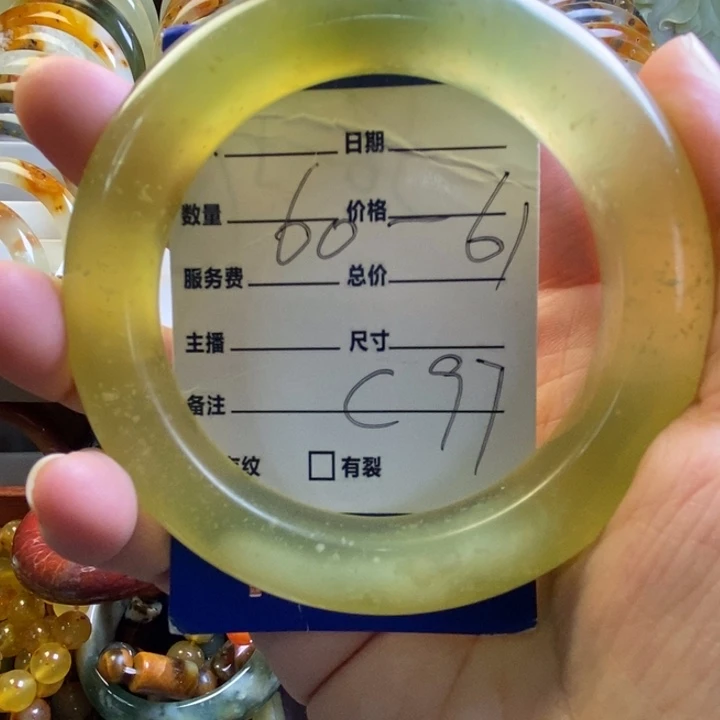 日期
数量 价格
60-61
服务费 总价
主播 尺寸
备注 C97
纹 有裂